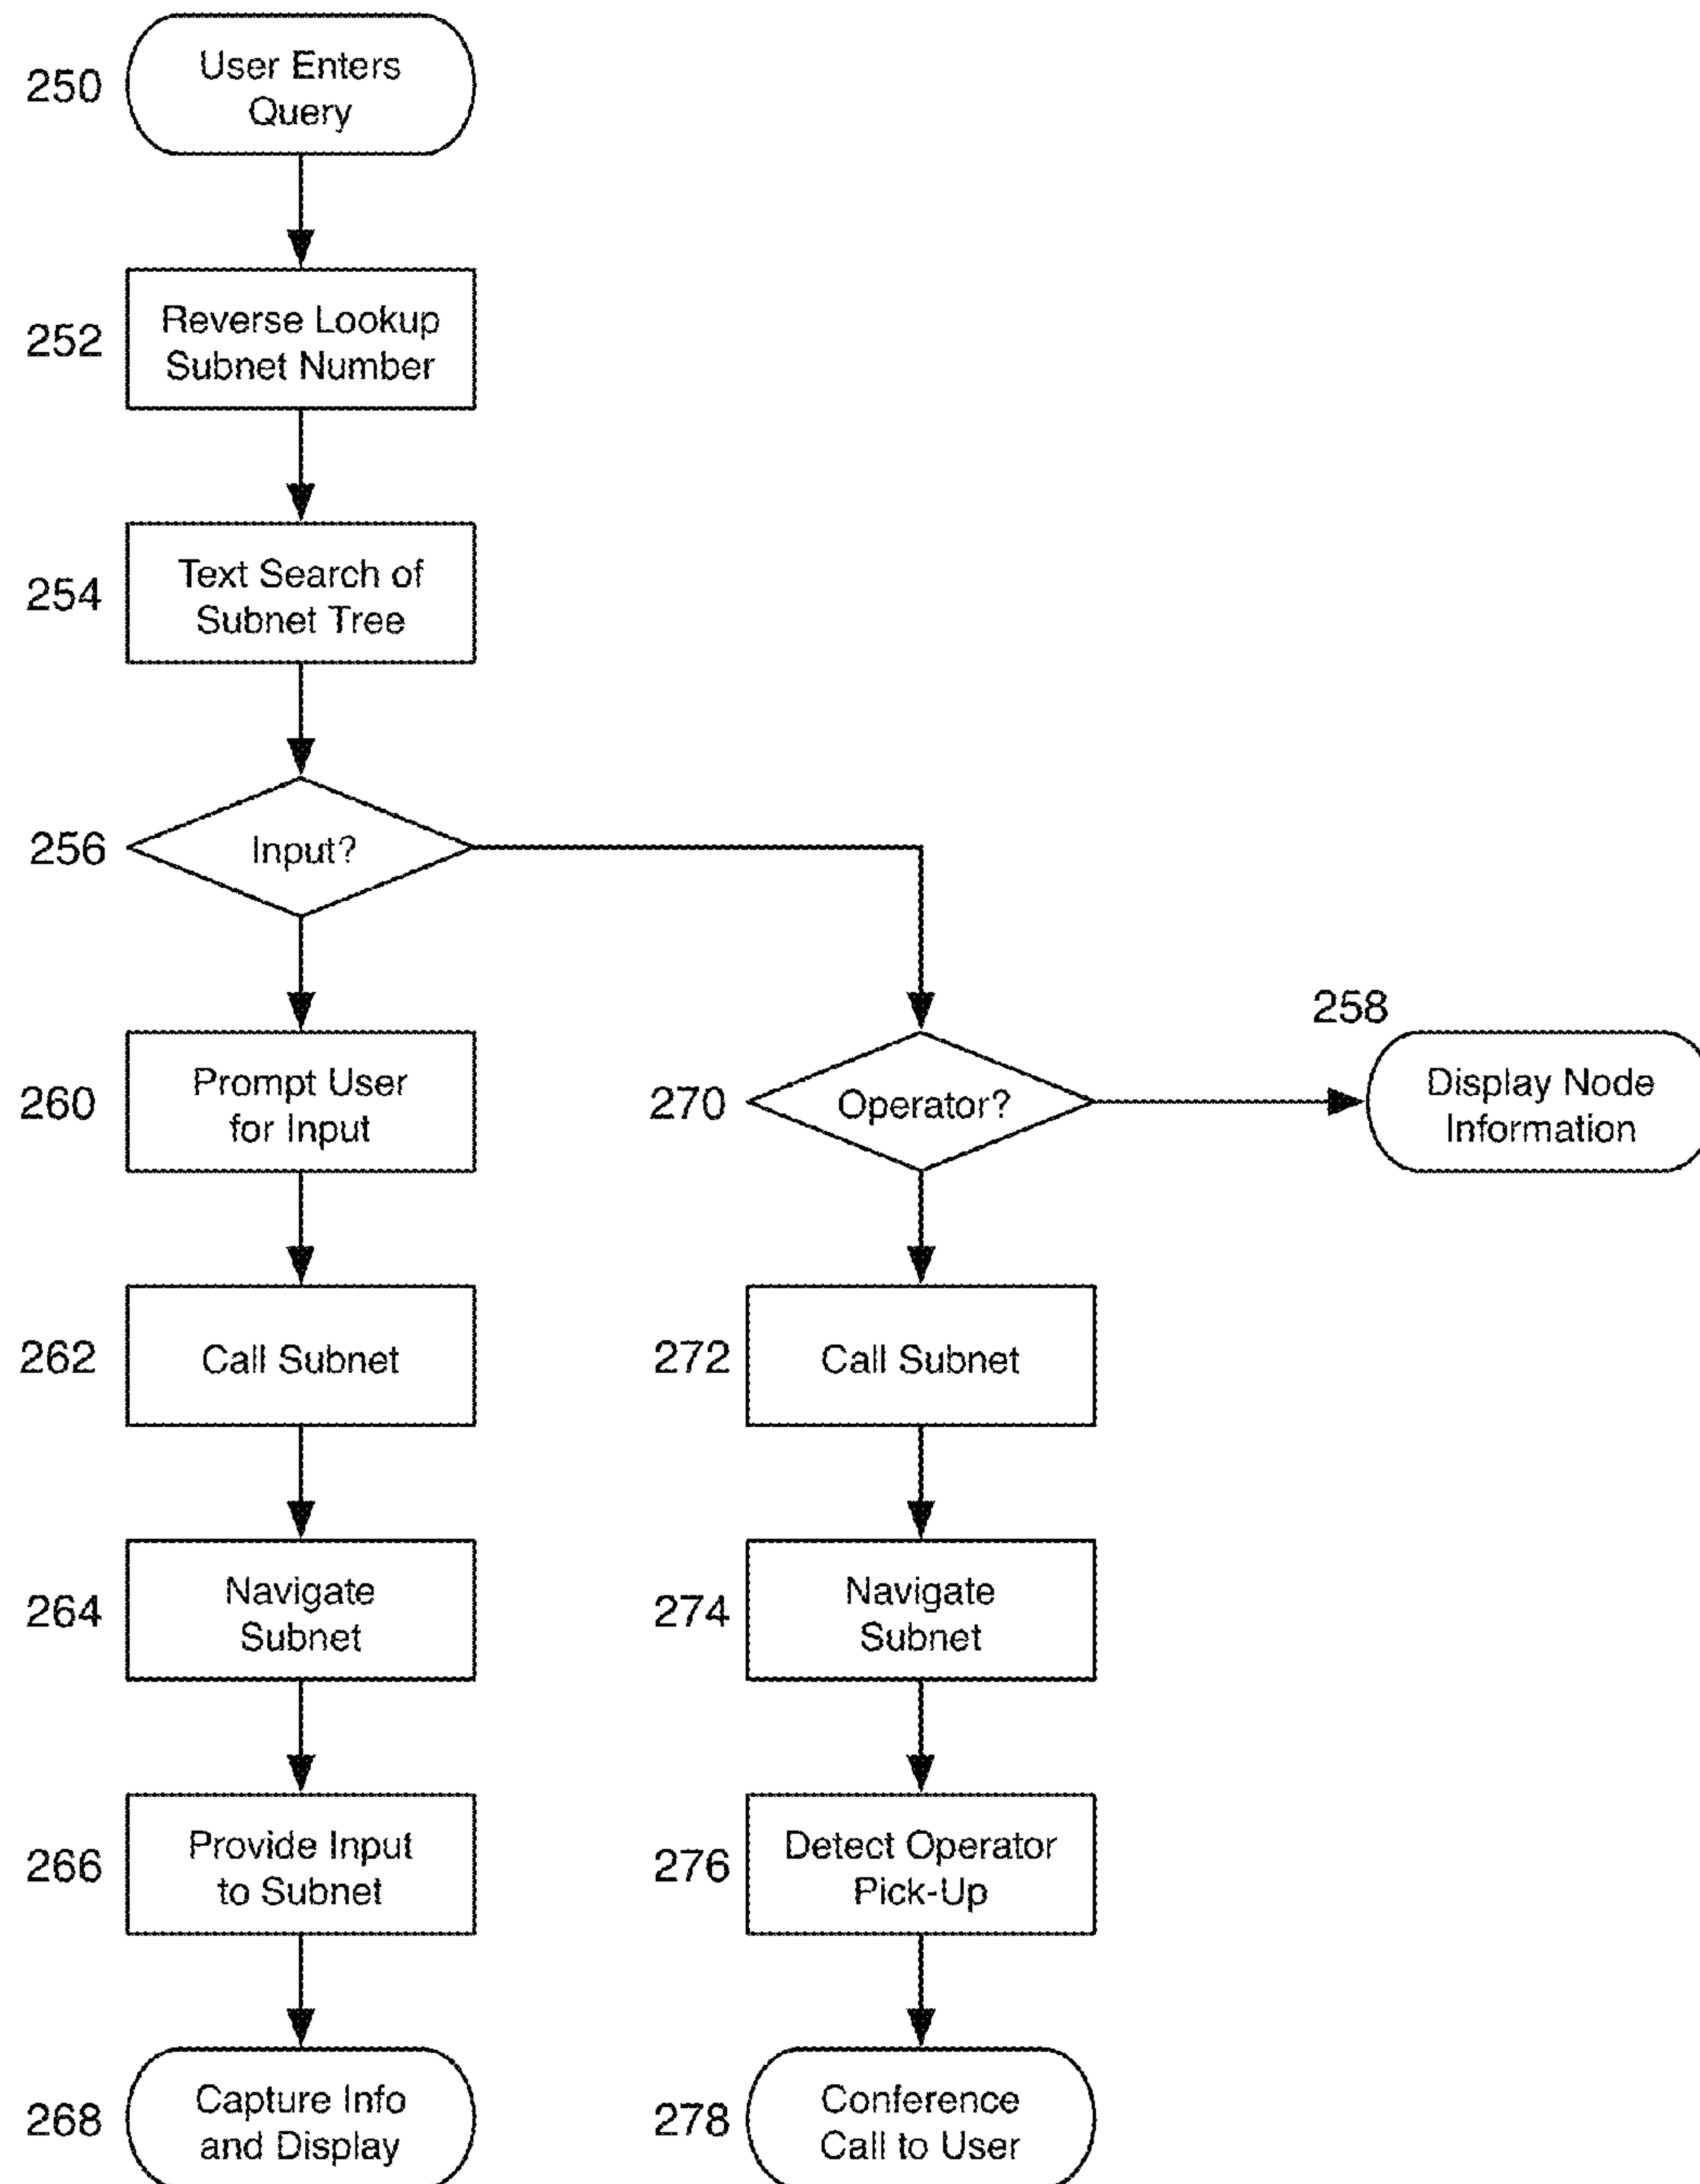 250
User Enters
Query
252
Reverse Lookup
Subnet Number
254
Text Search of
Subnet Tree
256
Input?
258
Display Node
Information
260
Prompt User
for Input
270
Operator?
262
Call Subnet
272
Call Subnet
264
Navigate
Subnet
274
Navigate
Subnet
266
Provide Input
to Subnet
276
Detect Operator
Pick-Up
268
Capture Info
and Display
278
Conference
Call to User